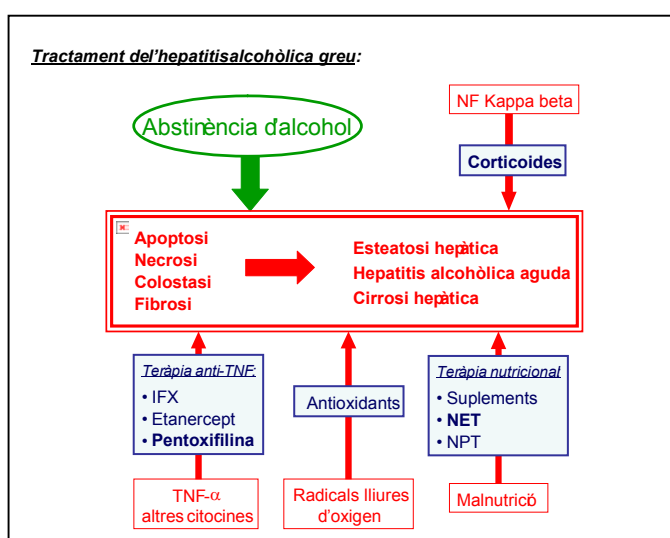 Tractament del'hepatitisalcohòlica greu:
NF Kappa beta
Abstinència d'alcohol
Corticoides
Apoptosi
Necrosi
Colostasi
Fibrosi
Esteatosi hepàtica
Hepatitis alcohòlica aguda
Cirrosi hepàtica
Teràpia anti-TNF:
• IFX
• Etanercept
• Pentoxifilina
Antioxidants
Teràpia nutricional
• Suplements
• NET
• NPT
TNF-α
altres citocines
Radicals lliures
d'oxigen
Malnutrició